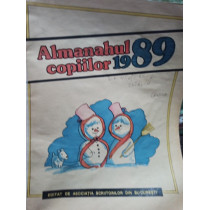 Almanahul
copiilor 1989
EDITAT DE ASOCIAȚIA SCRIITORILOR DIN BUCUREȘTI